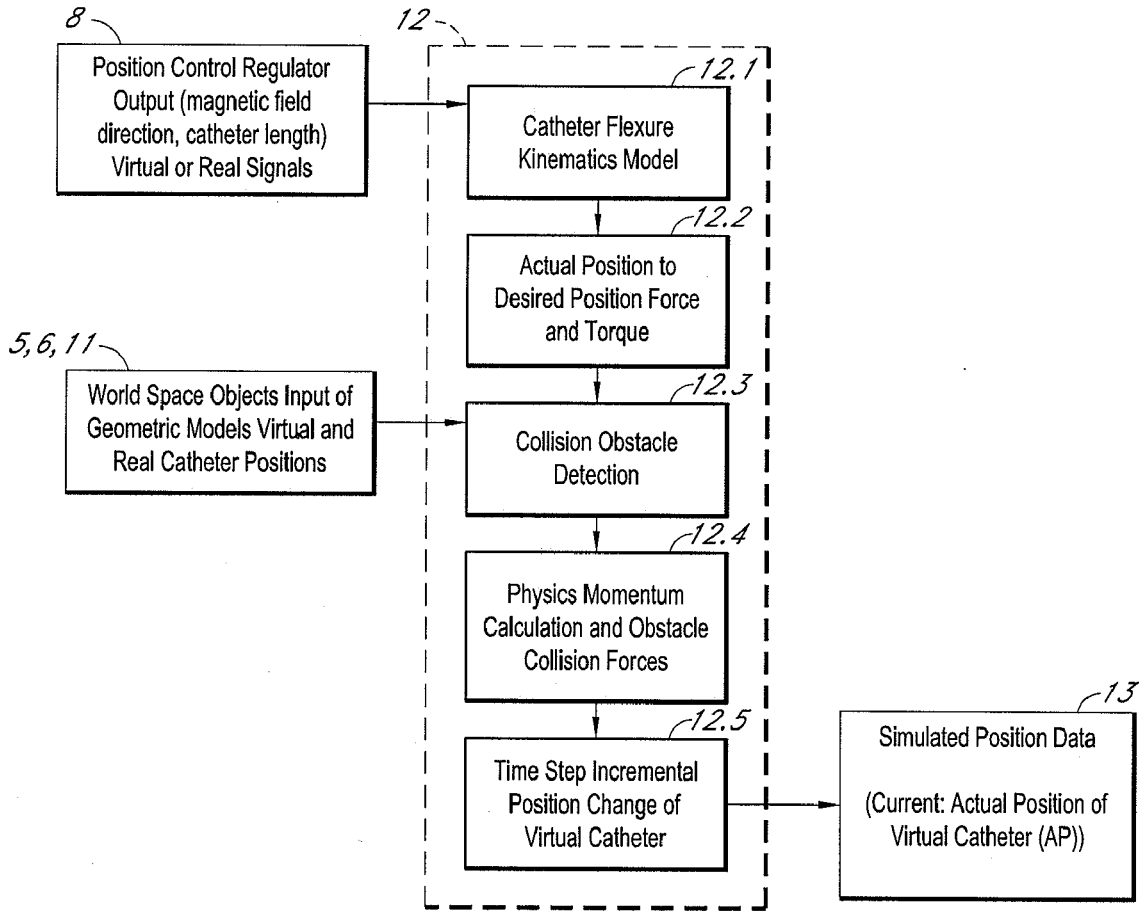 8
Position Control Regulator
Output (magnetic field
direction, catheter length)
Virtual or Real Signals
12
12.1
Catheter Flexure
Kinematics Model
12.2
Actual Position to
Desired Position Force
and Torque
5,6,11
World Space Objects Input of
Geometric Models Virtual and
Real Catheter Positions
12.3
Collision Obstacle
Detection
12.4
Physics Momentum
Calculation and Obstacle
Collision Forces
12.5
Time Step Incremental
Position Change of
Virtual Catheter
13
Simulated Position Data
(Current: Actual Position of
Virtual Catheter (AP))